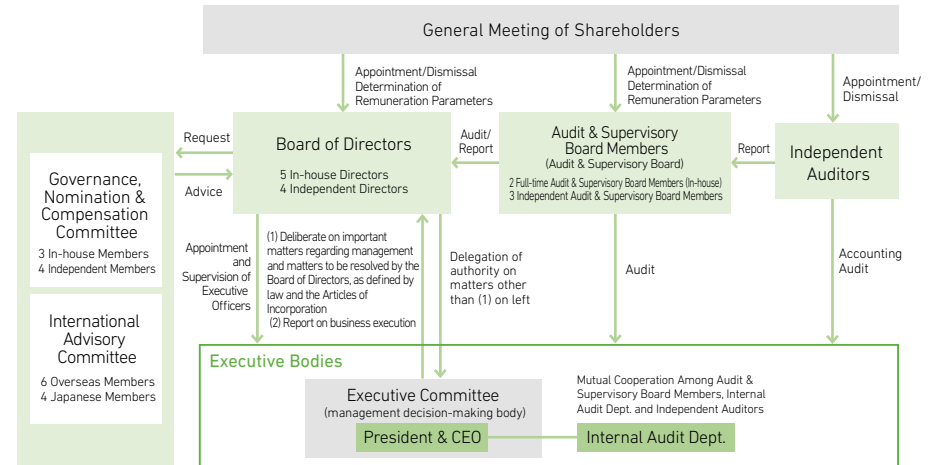 General Meeting of Shareholders
Appointment/Dismissal
Determination of
Remuneration Parameters
Appointment/Dismissal
Determination of
Remuneration Parameters
Appointment/
Dismissal
Request
Advice
Board of Directors
5 In-house Directors
4 Independent Directors
Audit/
Report
Audit & Supervisory
Board Members
(Audit & Supervisory Board)
2 Full-time Audit & Supervisory Board Members (In-house)
3 Independent Audit & Supervisory Board Members
Report
Independent
Auditors
Governance,
Nomination &
Compensation
Committee
3 In-house Members
4 Independent Members
International
Advisory
Committee
6 Overseas Members
4 Japanese Members
Appointment
and
Supervision of
Executive
Officers
(1) Deliberate on important
matters regarding management
and matters to be resolved by the
Board of Directors, as defined by
law and the Articles of
Incorporation
(2) Report on business execution
Delegation of
authority on
matters other
than (1) on left
Audit
Accounting
Audit
Executive Bodies
Executive Committee
(management decision-making body)
President & CEO
Mutual Cooperation Among Audit &
Supervisory Board Members, Internal
Audit Dept. and Independent Auditors
Internal Audit Dept.